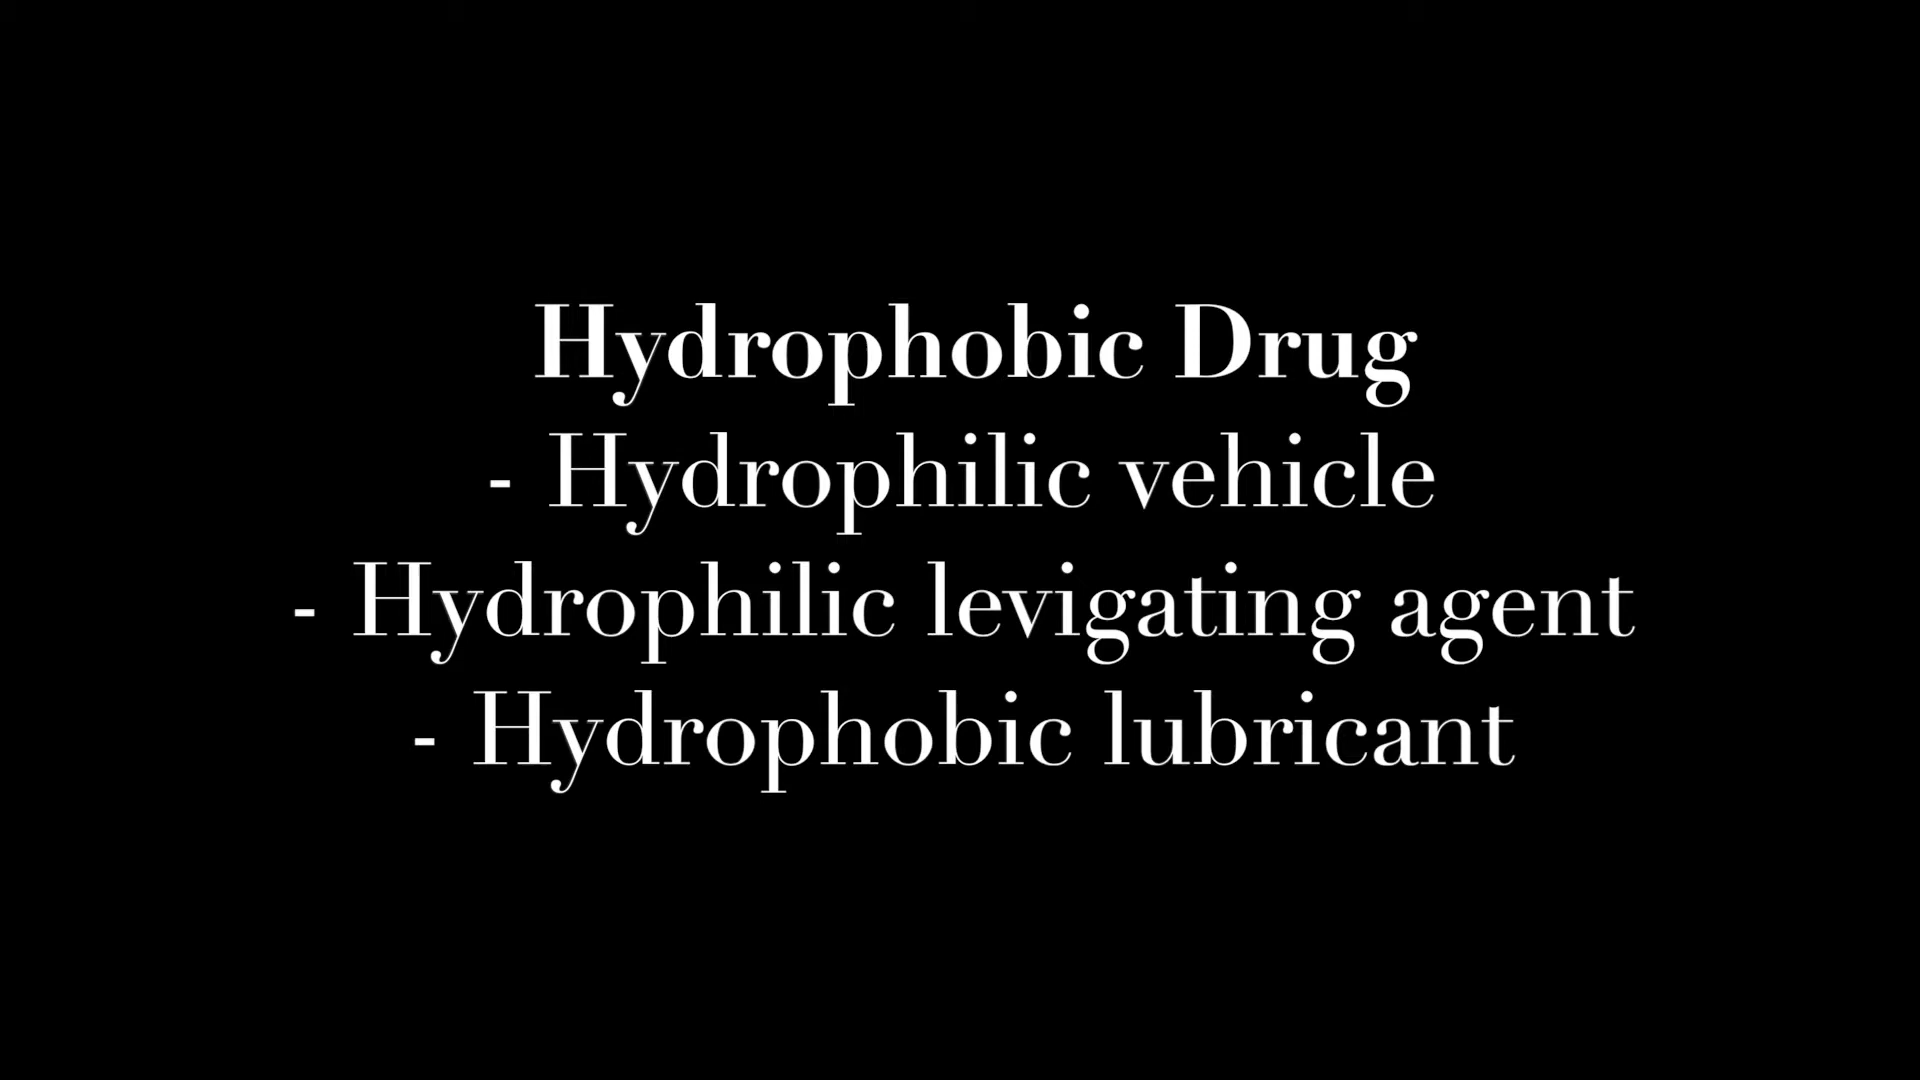 Hydrophobic Drug
- Hydrophilic vehicle
- Hydrophilic levigating agent
- Hydrophobic lubricant